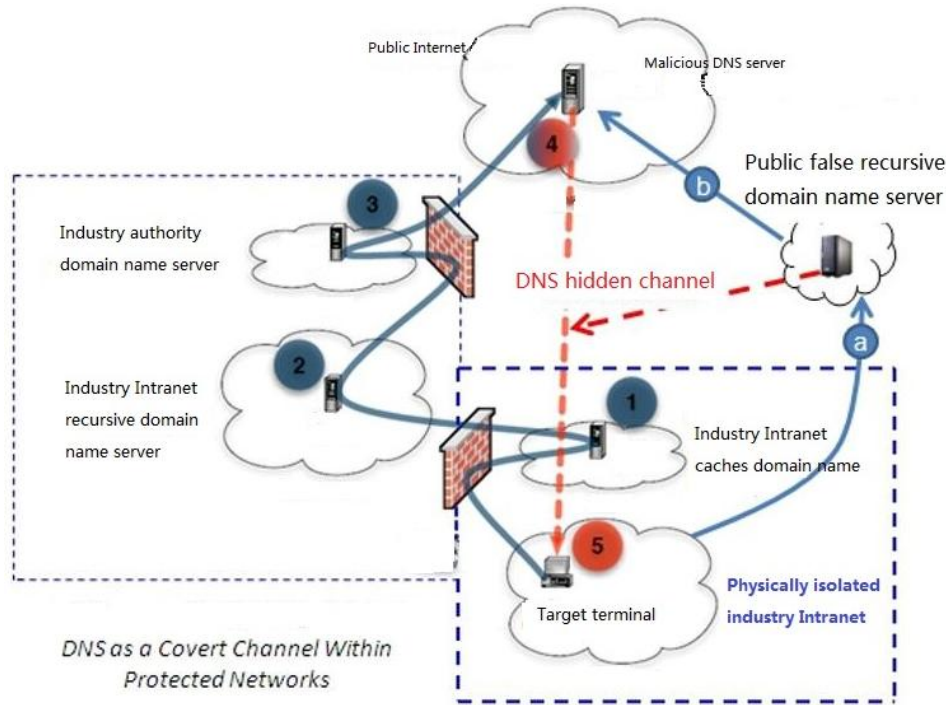 Public Internet
Malicious DNS server
4
b
Public false recursive
domain name server
3
Industry authority
domain name server
DNS hidden channel
a
2
1
Industry Intranet
recursive domain
name server
Industry Intranet
caches domain name
5
Target terminal
Physically isolated
industry Intranet
DNS as a Covert Channel Within
Protected Networks